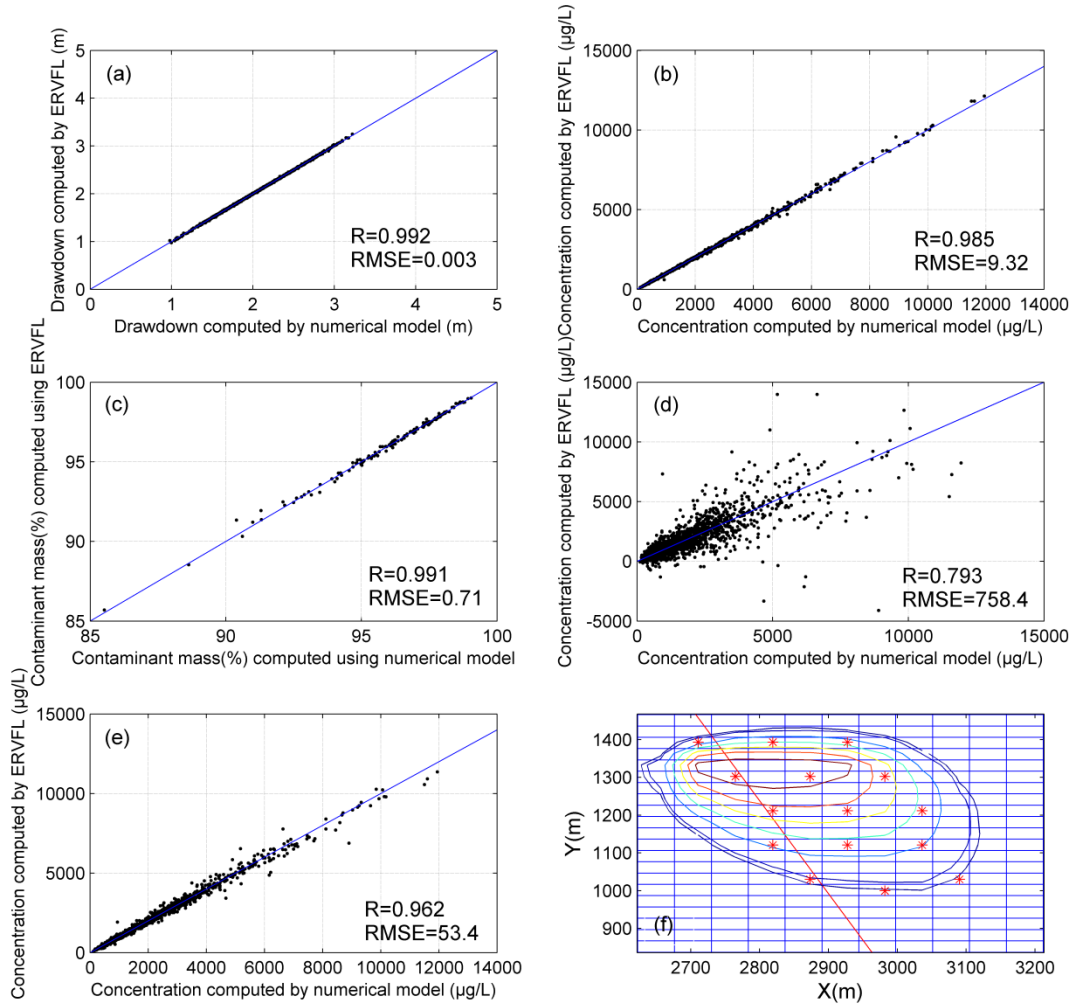 (a)
Drawdown computed by ERVFL (m)
5
4
3
2
1
0
R=0.992
RMSE=0.003
0 1 2 3 4 5
Drawdown computed by numerical model (m)
(b)
Concentration computed by ERVFL (µg/L)
15000
10000
5000
0
R=0.985
RMSE=9.32
0 2000 4000 6000 8000 10000 12000 14000
Concentration computed by numerical model (µg/L)
(c)
Contaminant mass(%) computed using ERVFL
100
95
90
85
R=0.991
RMSE=0.71
85 90 95 100
Contaminant mass(%) computed using numerical model
(d)
Concentration computed by ERVFL (µg/L)
15000
10000
5000
0
-5000
R=0.793
RMSE=758.4
0 5000 10000 15000
Concentration computed by numerical model (µg/L)
(e)
Concentration computed by ERVFL (µg/L)
15000
10000
5000
0
R=0.962
RMSE=53.4
0 2000 4000 6000 8000 10000 12000 14000
Concentration computed by numerical model (µg/L)
Y(m)
1400
1300
1200
1100
1000
900
(f)
2700 2800 2900 3000 3100 3200
X(m)